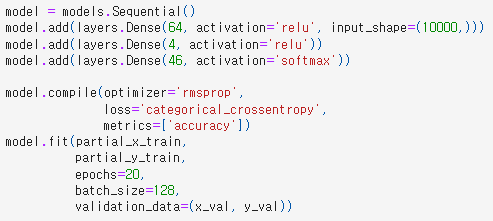 model = models.Sequential()
model.add(layers.Dense(64, activation='relu', input_shape=(10000,)))
model.add(layers.Dense(4, activation='relu'))
model.add(layers.Dense(46, activation='softmax'))
model.compile(optimizer='rmsprop',
loss='categorical_crossentropy',
metrics=['accuracy'])
model.fit(partial_x_train,
partial_y_train,
epochs=20,
batch_size=128,
validation_data=(x_val, y_val))